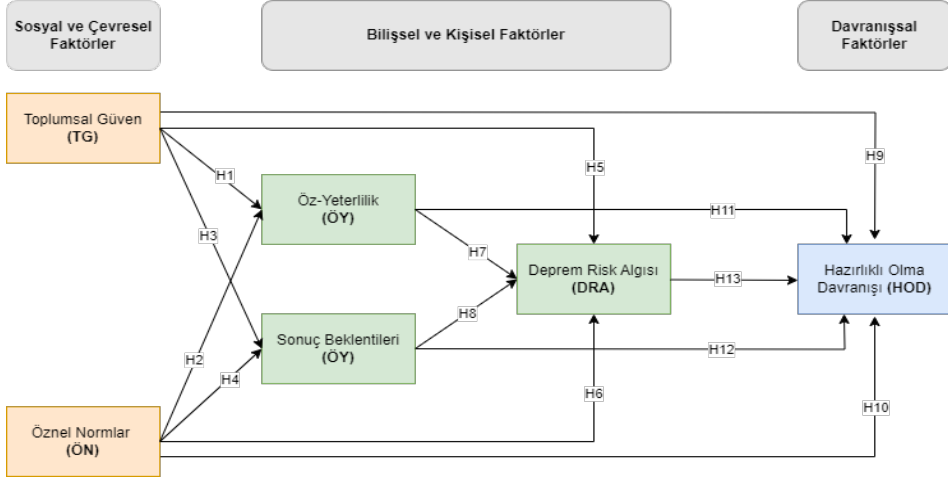 Sosyal ve Çevresel
Faktörler
Bilişsel ve Kişisel Faktörler
Davranışsal
Faktörler
Toplumsal Güven
(TG)
H9
H5
H1
Öz-Yeterlilik
(ÖY)
H11
H3
H7
Deprem Risk Algısı
(DRA)
H13
Hazırlıklı Olma
Davranışı (HOD)
H8
Sonuç Beklentileri
(ÖY)
H12
H2
H4
H6
H10
Öznel Normlar
(ÖN)